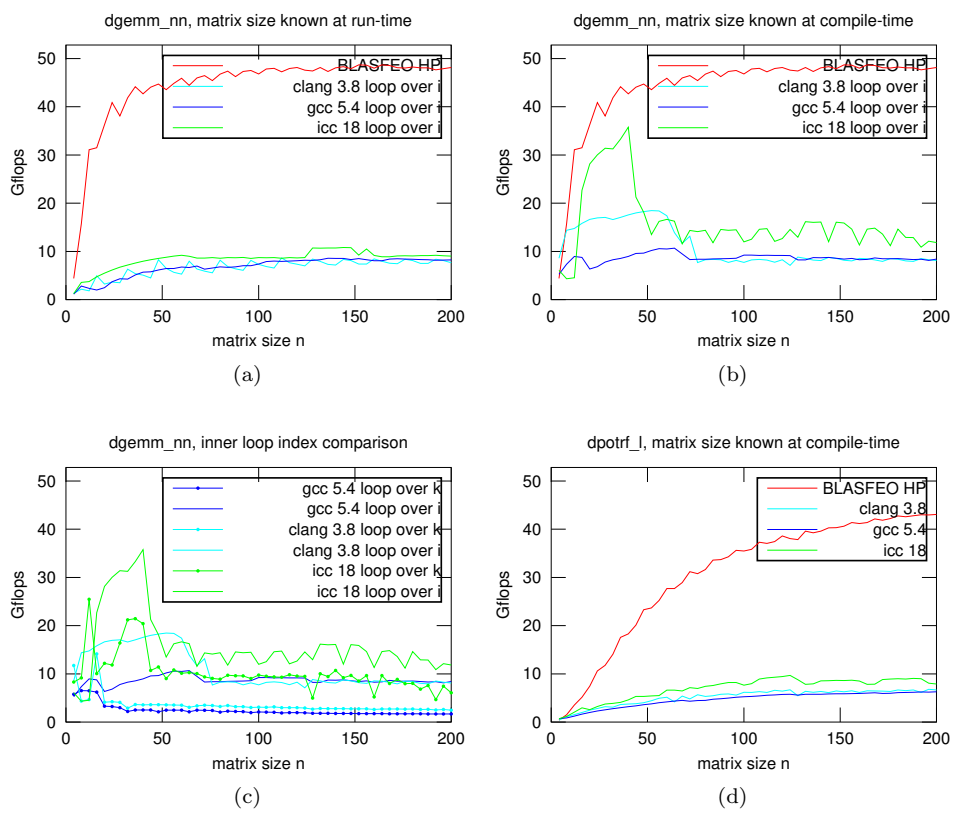 dgemm_nn, matrix size known at run-time
50
40
30
20
10
0
Gflops
BLASFEO HP
clang 3.8 loop over i
gcc 5.4 loop over i
icc 18 loop over i
0 50 100 150 200
matrix size n
(a)
dgemm_nn, matrix size known at compile-time
50
40
30
20
10
0
Gflops
BLASFEO HP
clang 3.8 loop over i
gcc 5.4 loop over i
icc 18 loop over i
0 50 100 150 200
matrix size n
(b)
dgemm_nn, inner loop index comparison
50
40
30
20
10
0
Gflops
gcc 5.4 loop over k
gcc 5.4 loop over i
clang 3.8 loop over k
clang 3.8 loop over i
icc 18 loop over k
icc 18 loop over i
0 50 100 150 200
matrix size n
(c)
dpotrf_l, matrix size known at compile-time
50
40
30
20
10
0
Gflops
BLASFEO HP
clang 3.8
gcc 5.4
icc 18
0 50 100 150 200
matrix size n
(d)